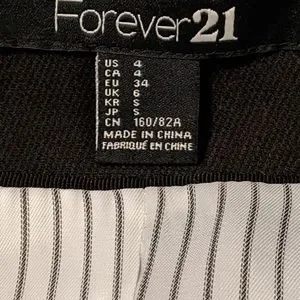 Forever21
US 4
CA 4
EU 34
UK 6
KR S
JP S
CN 160/82A
MADE IN CHINA
FABRIQUÉ EN CHINE